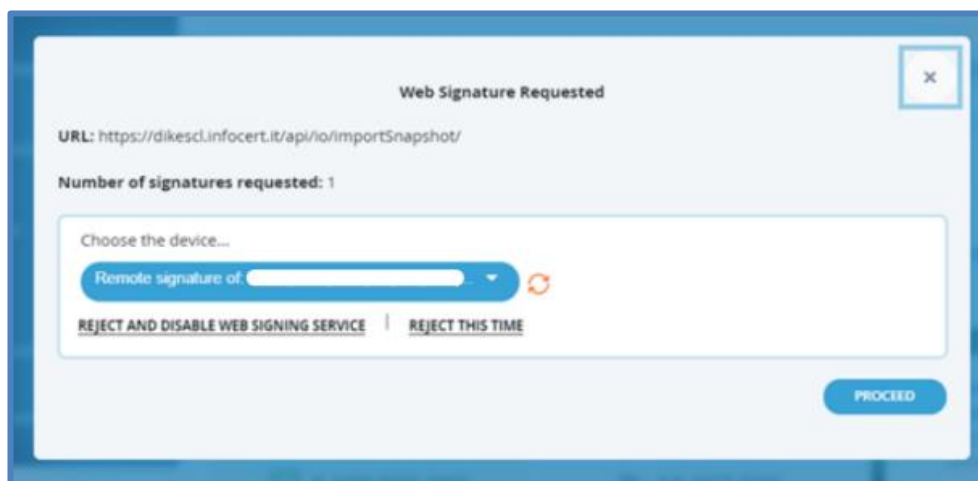 Web Signature Requested
×
URL: https://dikescl.infocert.it/api/io/importSnapshot/
Number of signatures requested: 1
Choose the device...
Remote signature of: ...
REJECT AND DISABLE WEB SIGNING SERVICE | REJECT THIS TIME
PROCEED